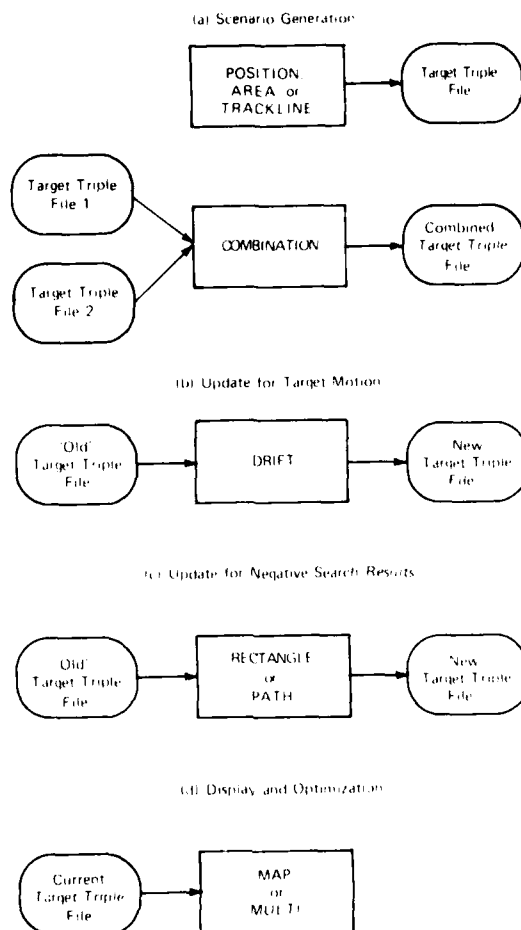 (a) Scenario Generation
POSITION,
AREA or
TRACKLINE
Target Triple
File
Target Triple
File 1
Target Triple
File 2
COMBINATION
Combined
Target Triple
File
(b) Update for Target Motion
'Old'
Target Triple
File
DRIFT
New
Target Triple
File
(c) Update for Negative Search Results
'Old'
Target Triple
File
RECTANGLE
or
PATH
New
Target Triple
File
(d) Display and Optimization
Current
Target Triple
File
MAP
or
MULTI